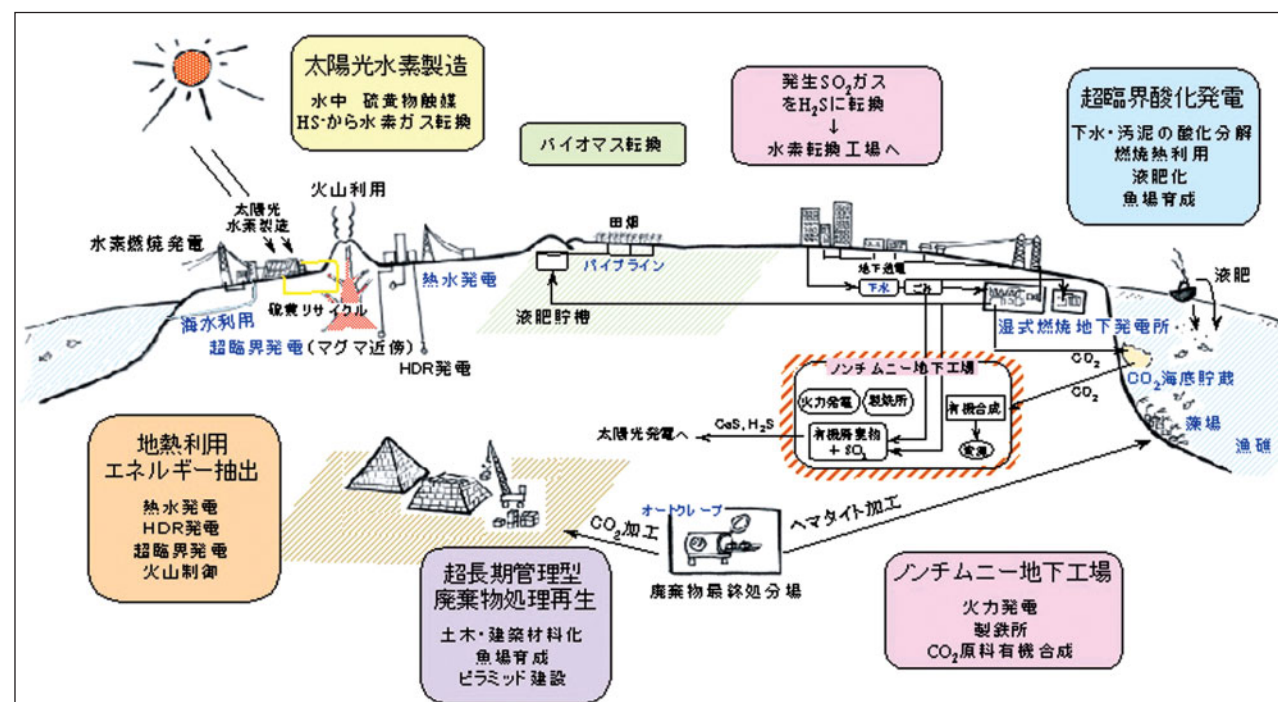 太陽光水素製造
水中 硫黄物触媒
HS⁻から水素ガス転換
バイオマス転換
発生SO₂ガス
をH₂Sに転換
↓
水素転換工場へ
超臨界酸化発電
下水・汚泥の酸化分解
燃焼熱利用
液肥化
魚場育成
火山利用
太陽光
水素製造
水素燃焼発電
田畑
熱水発電
パイプライン
地下送電
下水
ごみ
液肥
硫黄リサイクル
海水利用
液肥貯槽
湿式燃焼地下発電所
超臨界発電(マグマ近傍)
HDR発電
CO₂
CO₂海底貯蔵
CO₂
ノンチムニー地下工場
火力発電
製鉄所
有機合成
藻場
漁礁
太陽光発電へ
CaS, H₂S
有機廃棄物
+ SO₂
地熱利用
エネルギー抽出
熱水発電
HDR発電
超臨界発電
火山制御
CO₂加工
オートクレーブ
ヘマタイト加工
廃棄物最終処分場
超長期管理型
廃棄物処理再生
土木・建築材料化
魚場育成
ピラミッド建設
ノンチムニー地下工場
火力発電
製鉄所
CO₂原料有機合成